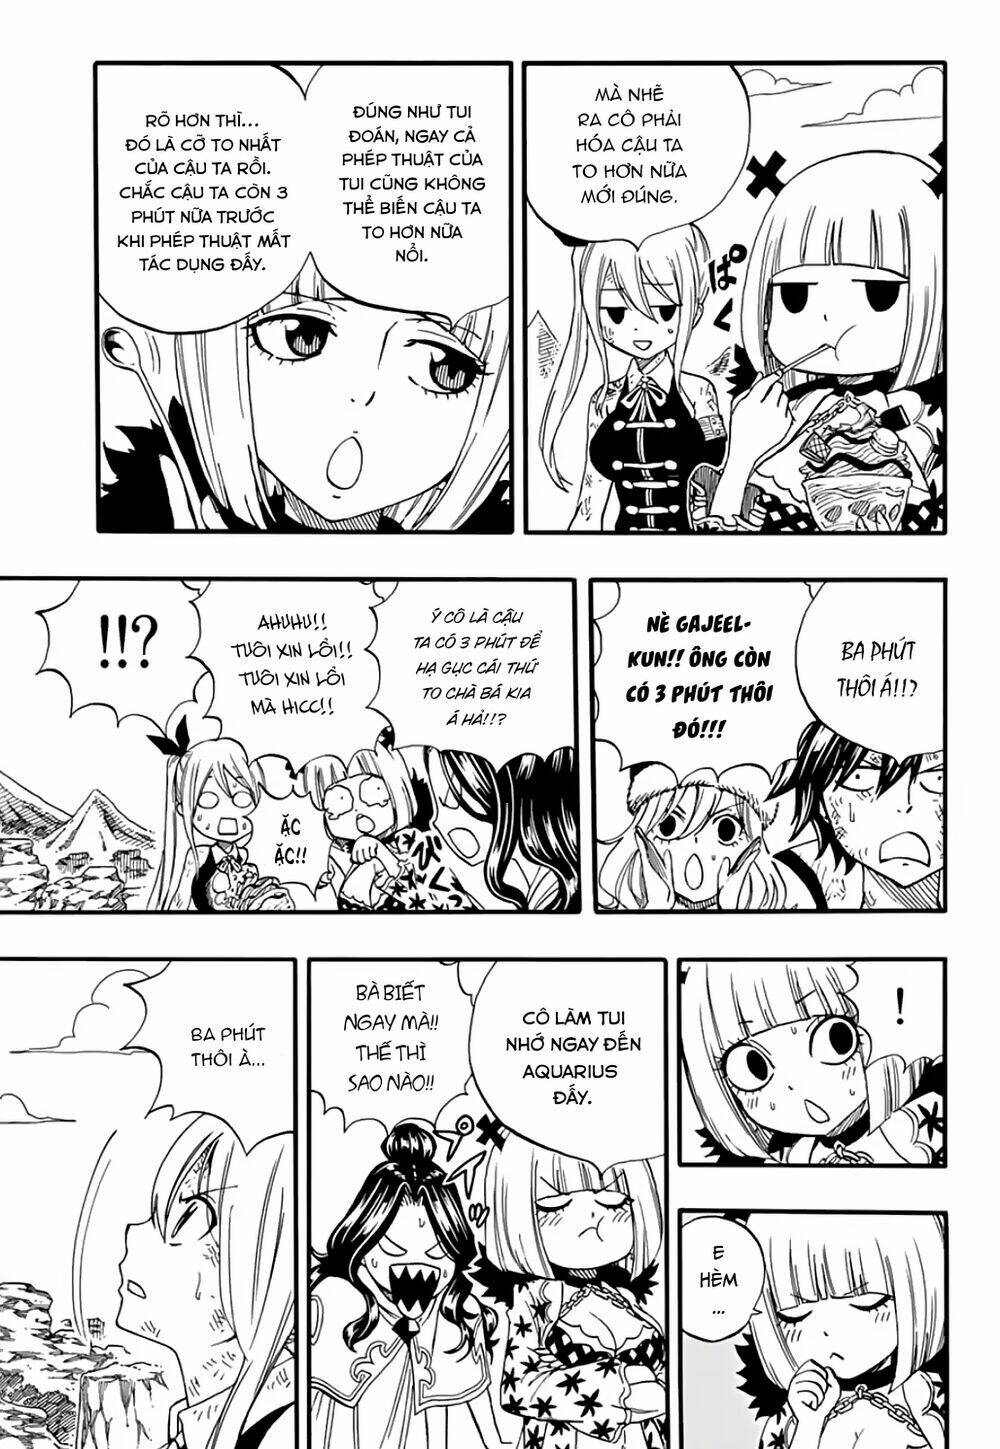 MÀ NHẼ
RA CÔ PHẢI
HÓA CẬU TA
TO HƠN NỮA
MỚI ĐÚNG.
ぱく
ĐÚNG NHƯ TUI
ĐOÁN, NGAY CẢ
PHÉP THUẬT CỦA
TUI CŨNG KHÔNG
THỂ BIẾN CẬU TA
TO HƠN NỮA
NỔI.
RÕ HƠN THÌ...
ĐÓ LÀ CỠ TO NHẤT
CỦA CẬU TA RỒI.
CHẮC CẬU TA CÒN 3
PHÚT NỮA TRƯỚC
KHI PHÉP THUẬT MẤT
TÁC DỤNG ĐẤY.
BA PHÚT
THÔI Á!!?
NÈ GAJEEL-
KUN!! ÔNG CÒN
CÓ 3 PHÚT THÔI
ĐÓ!!!
Ý CÔ LÀ CẬU
TA CÓ 3 PHÚT ĐỂ
HẠ GỤC CÁI THỨ
TO CHÀ BÁ KIA
Á HẢ!!?
AHUHU!!
TUÔI XIN LỒI!!
TUÔI XIN LỒI
MÀ HICC!!
ẶC
ẶC!!
!!?
!
E
HÈM
...
CÔ LÀM TUI
NHỚ NGAY ĐẾN
AQUARIUS
ĐẤY.
BÀ BIẾT
NGAY MÀ!!
THẾ THÌ
SAO NÀO!!
BA PHÚT
THÔI À...